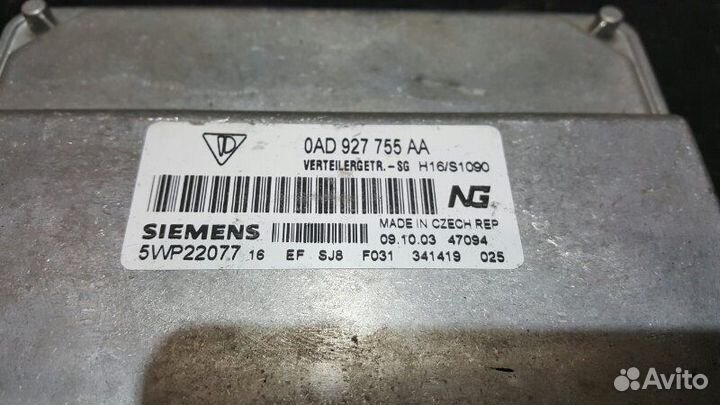 0AD 927 755 AA
VERTEILERGETR.-SG H16/S1090
NG
SIEMENS
MADE IN CZECH REP
09.10.03 47094
5WP22077 16 EF SJ8 F031 341419 025
Avito